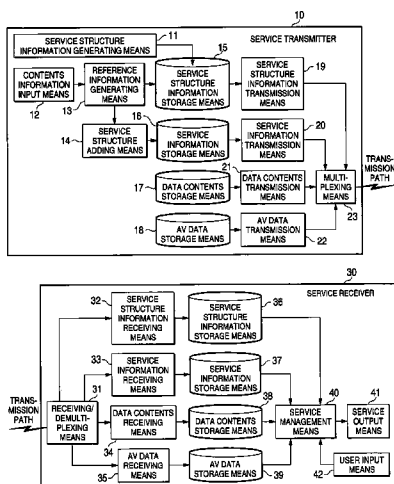 10
SERVICE TRANSMITTER
SERVICE STRUCTURE
INFORMATION GENERATING MEANS
11
15
CONTENTS
INFORMATION
INPUT MEANS
12
REFERENCE
INFORMATION
GENERATING
MEANS
13
SERVICE
STRUCTURE
INFORMATION
STORAGE MEANS
SERVICE
STRUCTURE
INFORMATION
TRANSMISSION
MEANS
19
14
SERVICE
STRUCTURE
ADDING MEANS
16
SERVICE
INFORMATION
STORAGE MEANS
SERVICE
INFORMATION
TRANSMISSION
MEANS
20
17
DATA CONTENTS
STORAGE MEANS
21
DATA CONTENTS
TRANSMISSION
MEANS
MULTI-
PLEXING
MEANS
23
TRANS-
MISSION
PATH
18
AV DATA
STORAGE MEANS
AV DATA
TRANSMISSION
MEANS
22
30
SERVICE RECEIVER
32
SERVICE
STRUCTURE
INFORMATION
RECEIVING
MEANS
SERVICE
STRUCTURE
INFORMATION
STORAGE MEANS
36
33
SERVICE
INFORMATION
RECEIVING
MEANS
SERVICE
INFORMATION
STORAGE MEANS
37
TRANS-
MISSION
PATH
31
RECEIVING/
DEMULTI-
PLEXING
MEANS
DATA CONTENTS
RECEIVING
MEANS
34
38
DATA CONTENTS
STORAGE MEANS
40
SERVICE
MANAGEMENT
MEANS
41
SERVICE
OUTPUT
MEANS
35
AV DATA
RECEIVING
MEANS
AV DATA
STORAGE MEANS
39
USER INPUT
MEANS
42